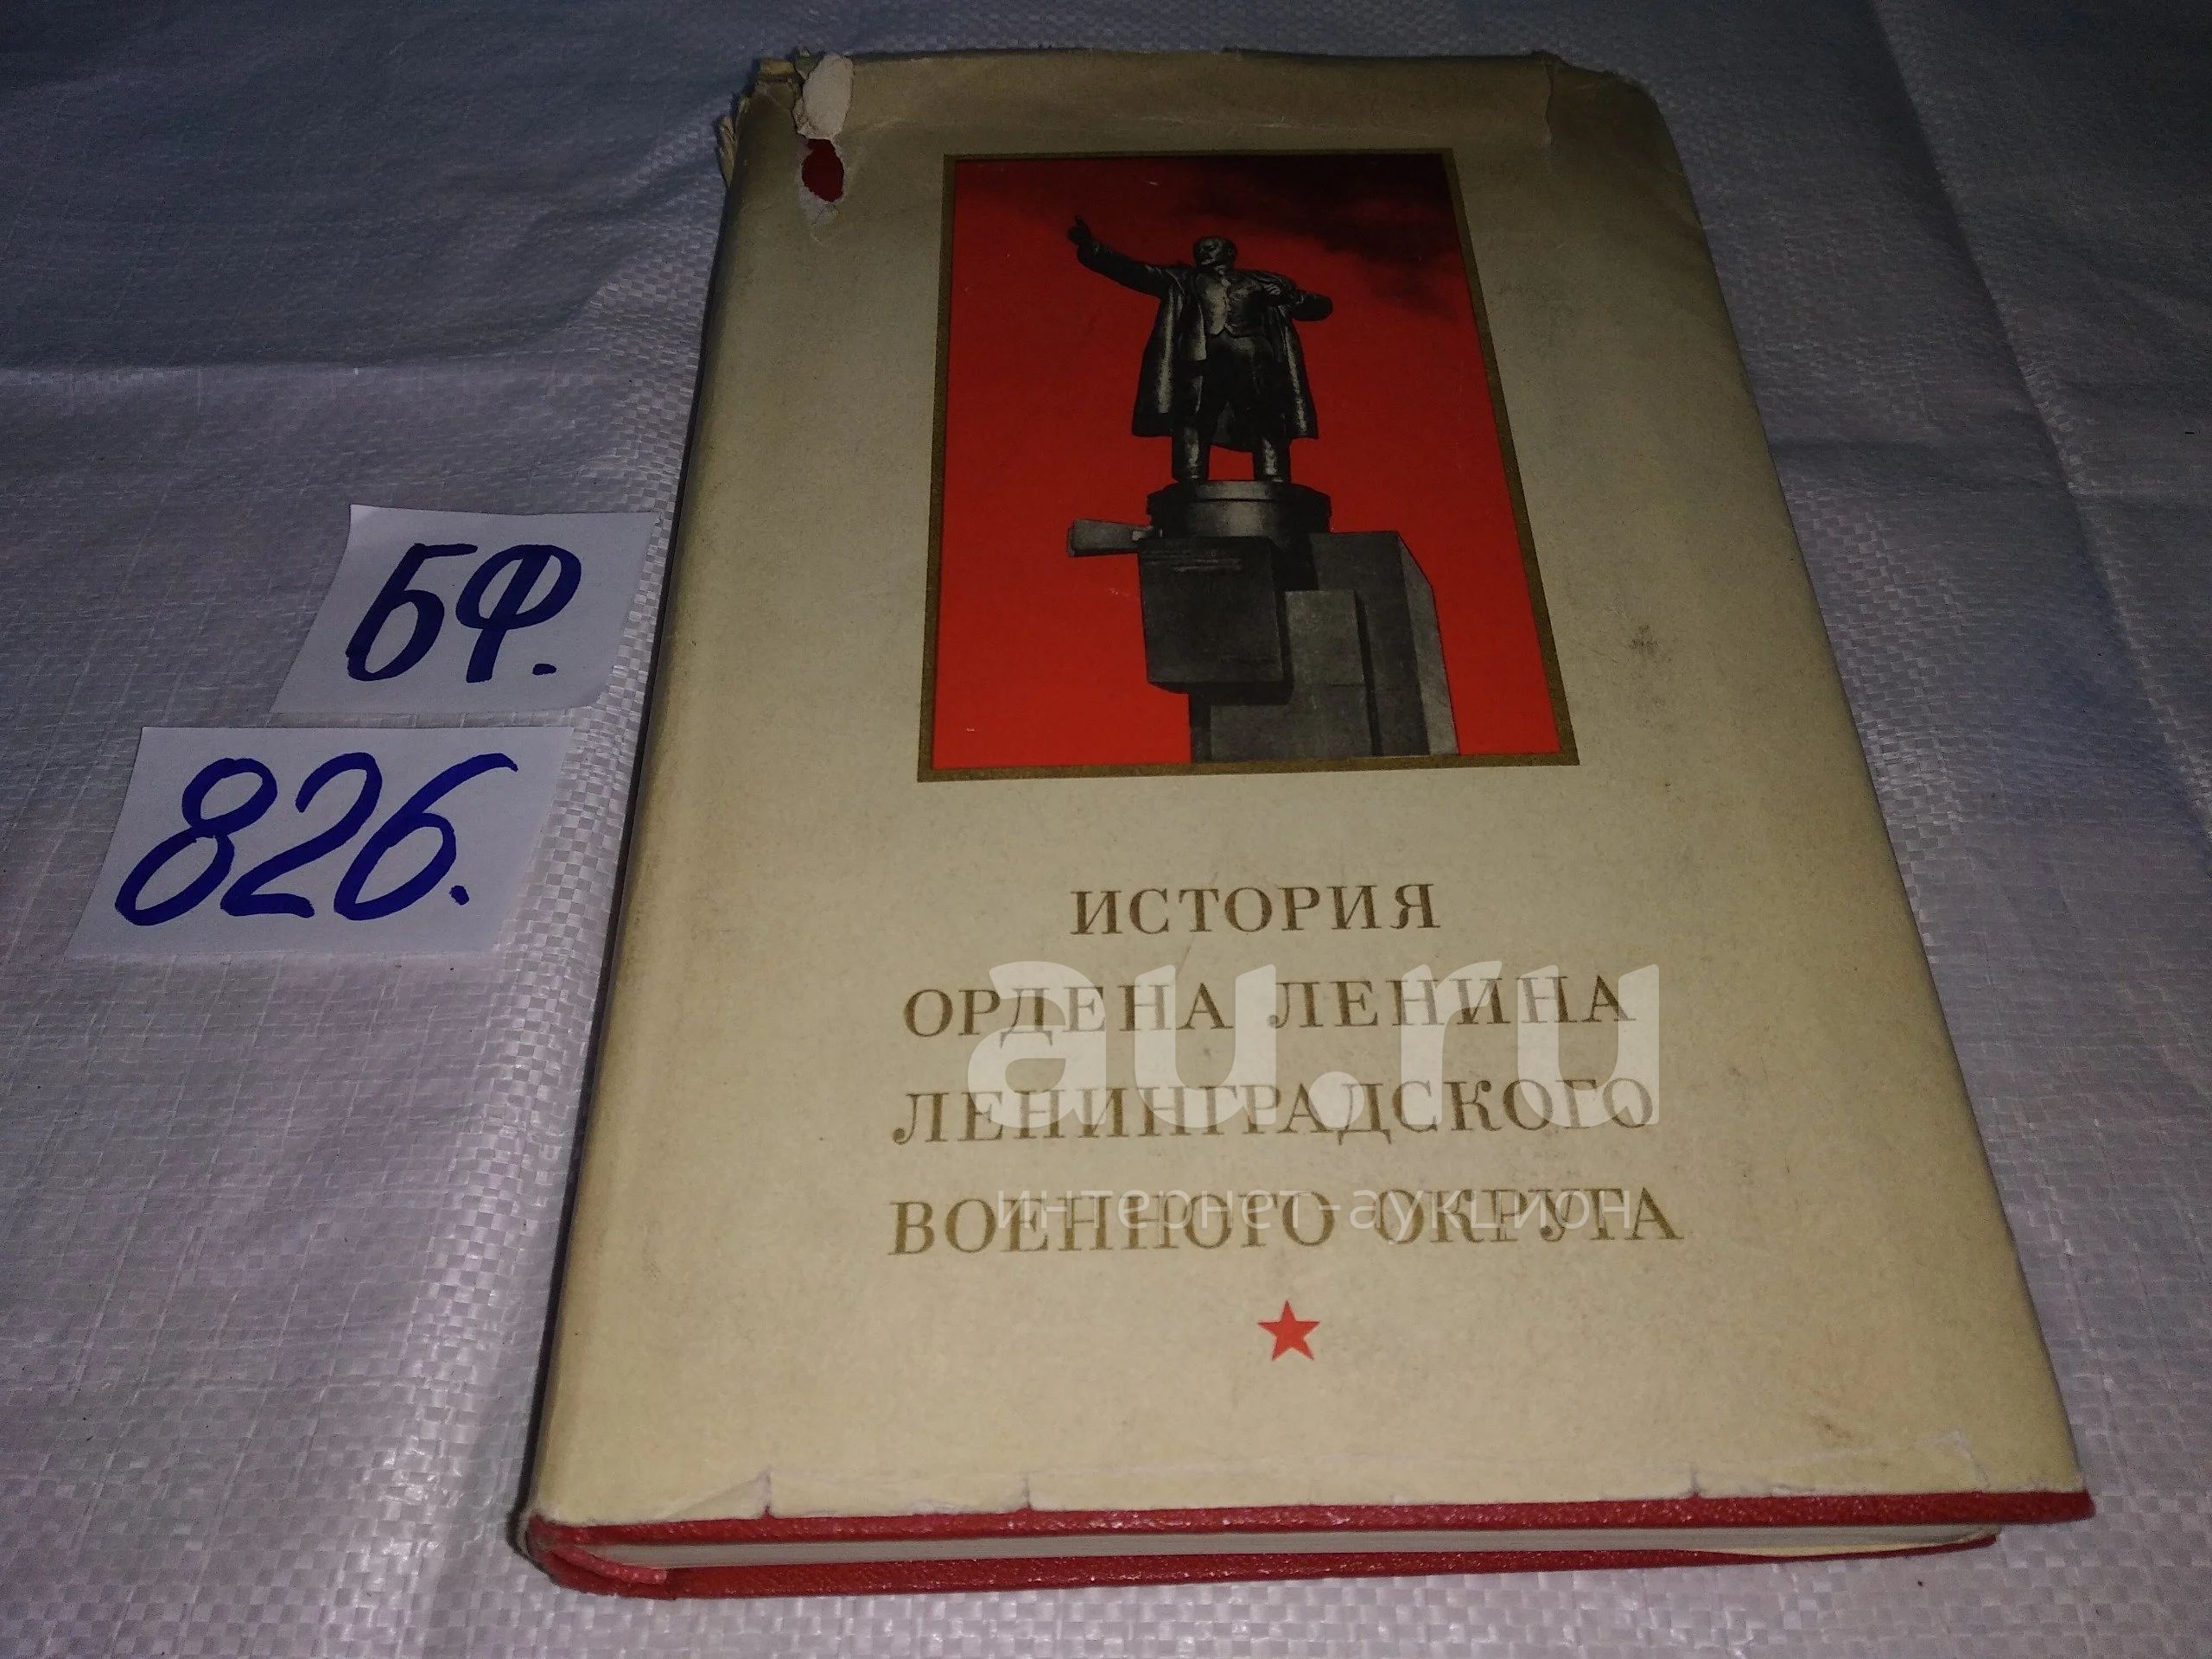 БФ.
826.
ИСТОРИЯ
ОРДЕНА ЛЕНИНА
ЛЕНИНГРАДСКОГО
ВОЕННОГО ОКРУГА
au.ru
интернет-аукцион